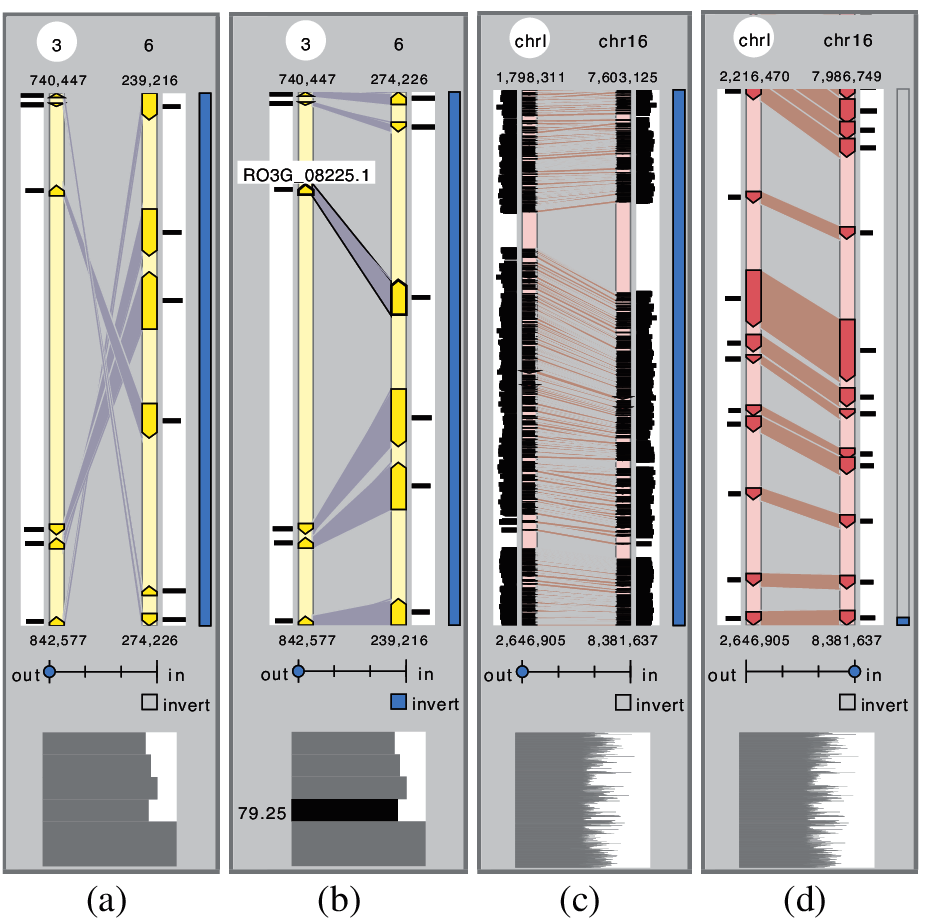 3 6
740,447 239,216
842,577 274,226
out in
invert
(a)
3 6
740,447 274,226
RO3G_08225.1
842,577 239,216
out in
invert
79.25
(b)
chrI chr16
1,798,311 7,603,125
2,646,905 8,381,637
out in
invert
(c)
chrI chr16
2,216,470 7,986,749
2,646,905 8,381,637
out in
invert
(d)